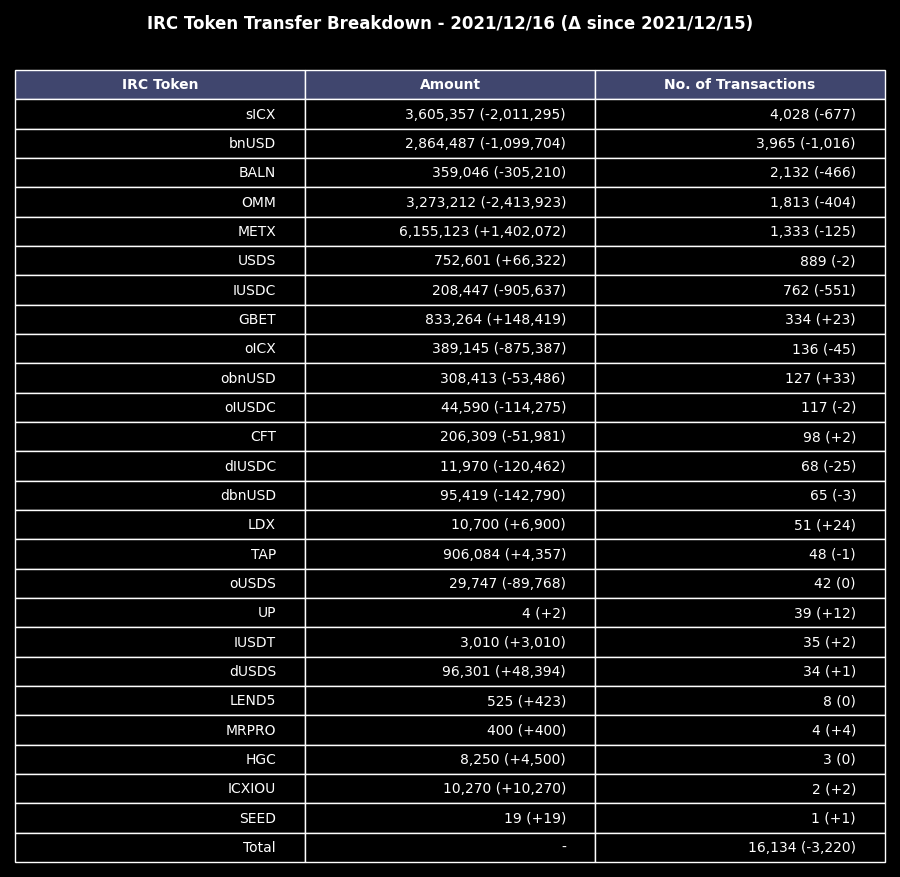 IRC Token Transfer Breakdown - 2021/12/16 (Δ since 2021/12/15)
IRC Token Amount No. of Transactions
sICX 3,605,357 (-2,011,295) 4,028 (-677)
bnUSD 2,864,487 (-1,099,704) 3,965 (-1,016)
BALN 359,046 (-305,210) 2,132 (-466)
OMM 3,273,212 (-2,413,923) 1,813 (-404)
METX 6,155,123 (+1,402,072) 1,333 (-125)
USDS 752,601 (+66,322) 889 (-2)
IUSDC 208,447 (-905,637) 762 (-551)
GBET 833,264 (+148,419) 334 (+23)
oICX 389,145 (-875,387) 136 (-45)
obnUSD 308,413 (-53,486) 127 (+33)
oIUSDC 44,590 (-114,275) 117 (-2)
CFT 206,309 (-51,981) 98 (+2)
dIUSDC 11,970 (-120,462) 68 (-25)
dbnUSD 95,419 (-142,790) 65 (-3)
LDX 10,700 (+6,900) 51 (+24)
TAP 906,084 (+4,357) 48 (-1)
oUSDS 29,747 (-89,768) 42 (0)
UP 4 (+2) 39 (+12)
IUSDT 3,010 (+3,010) 35 (+2)
dUSDS 96,301 (+48,394) 34 (+1)
LEND5 525 (+423) 8 (0)
MRPRO 400 (+400) 4 (+4)
HGC 8,250 (+4,500) 3 (0)
ICXIOU 10,270 (+10,270) 2 (+2)
SEED 19 (+19) 1 (+1)
Total - 16,134 (-3,220)